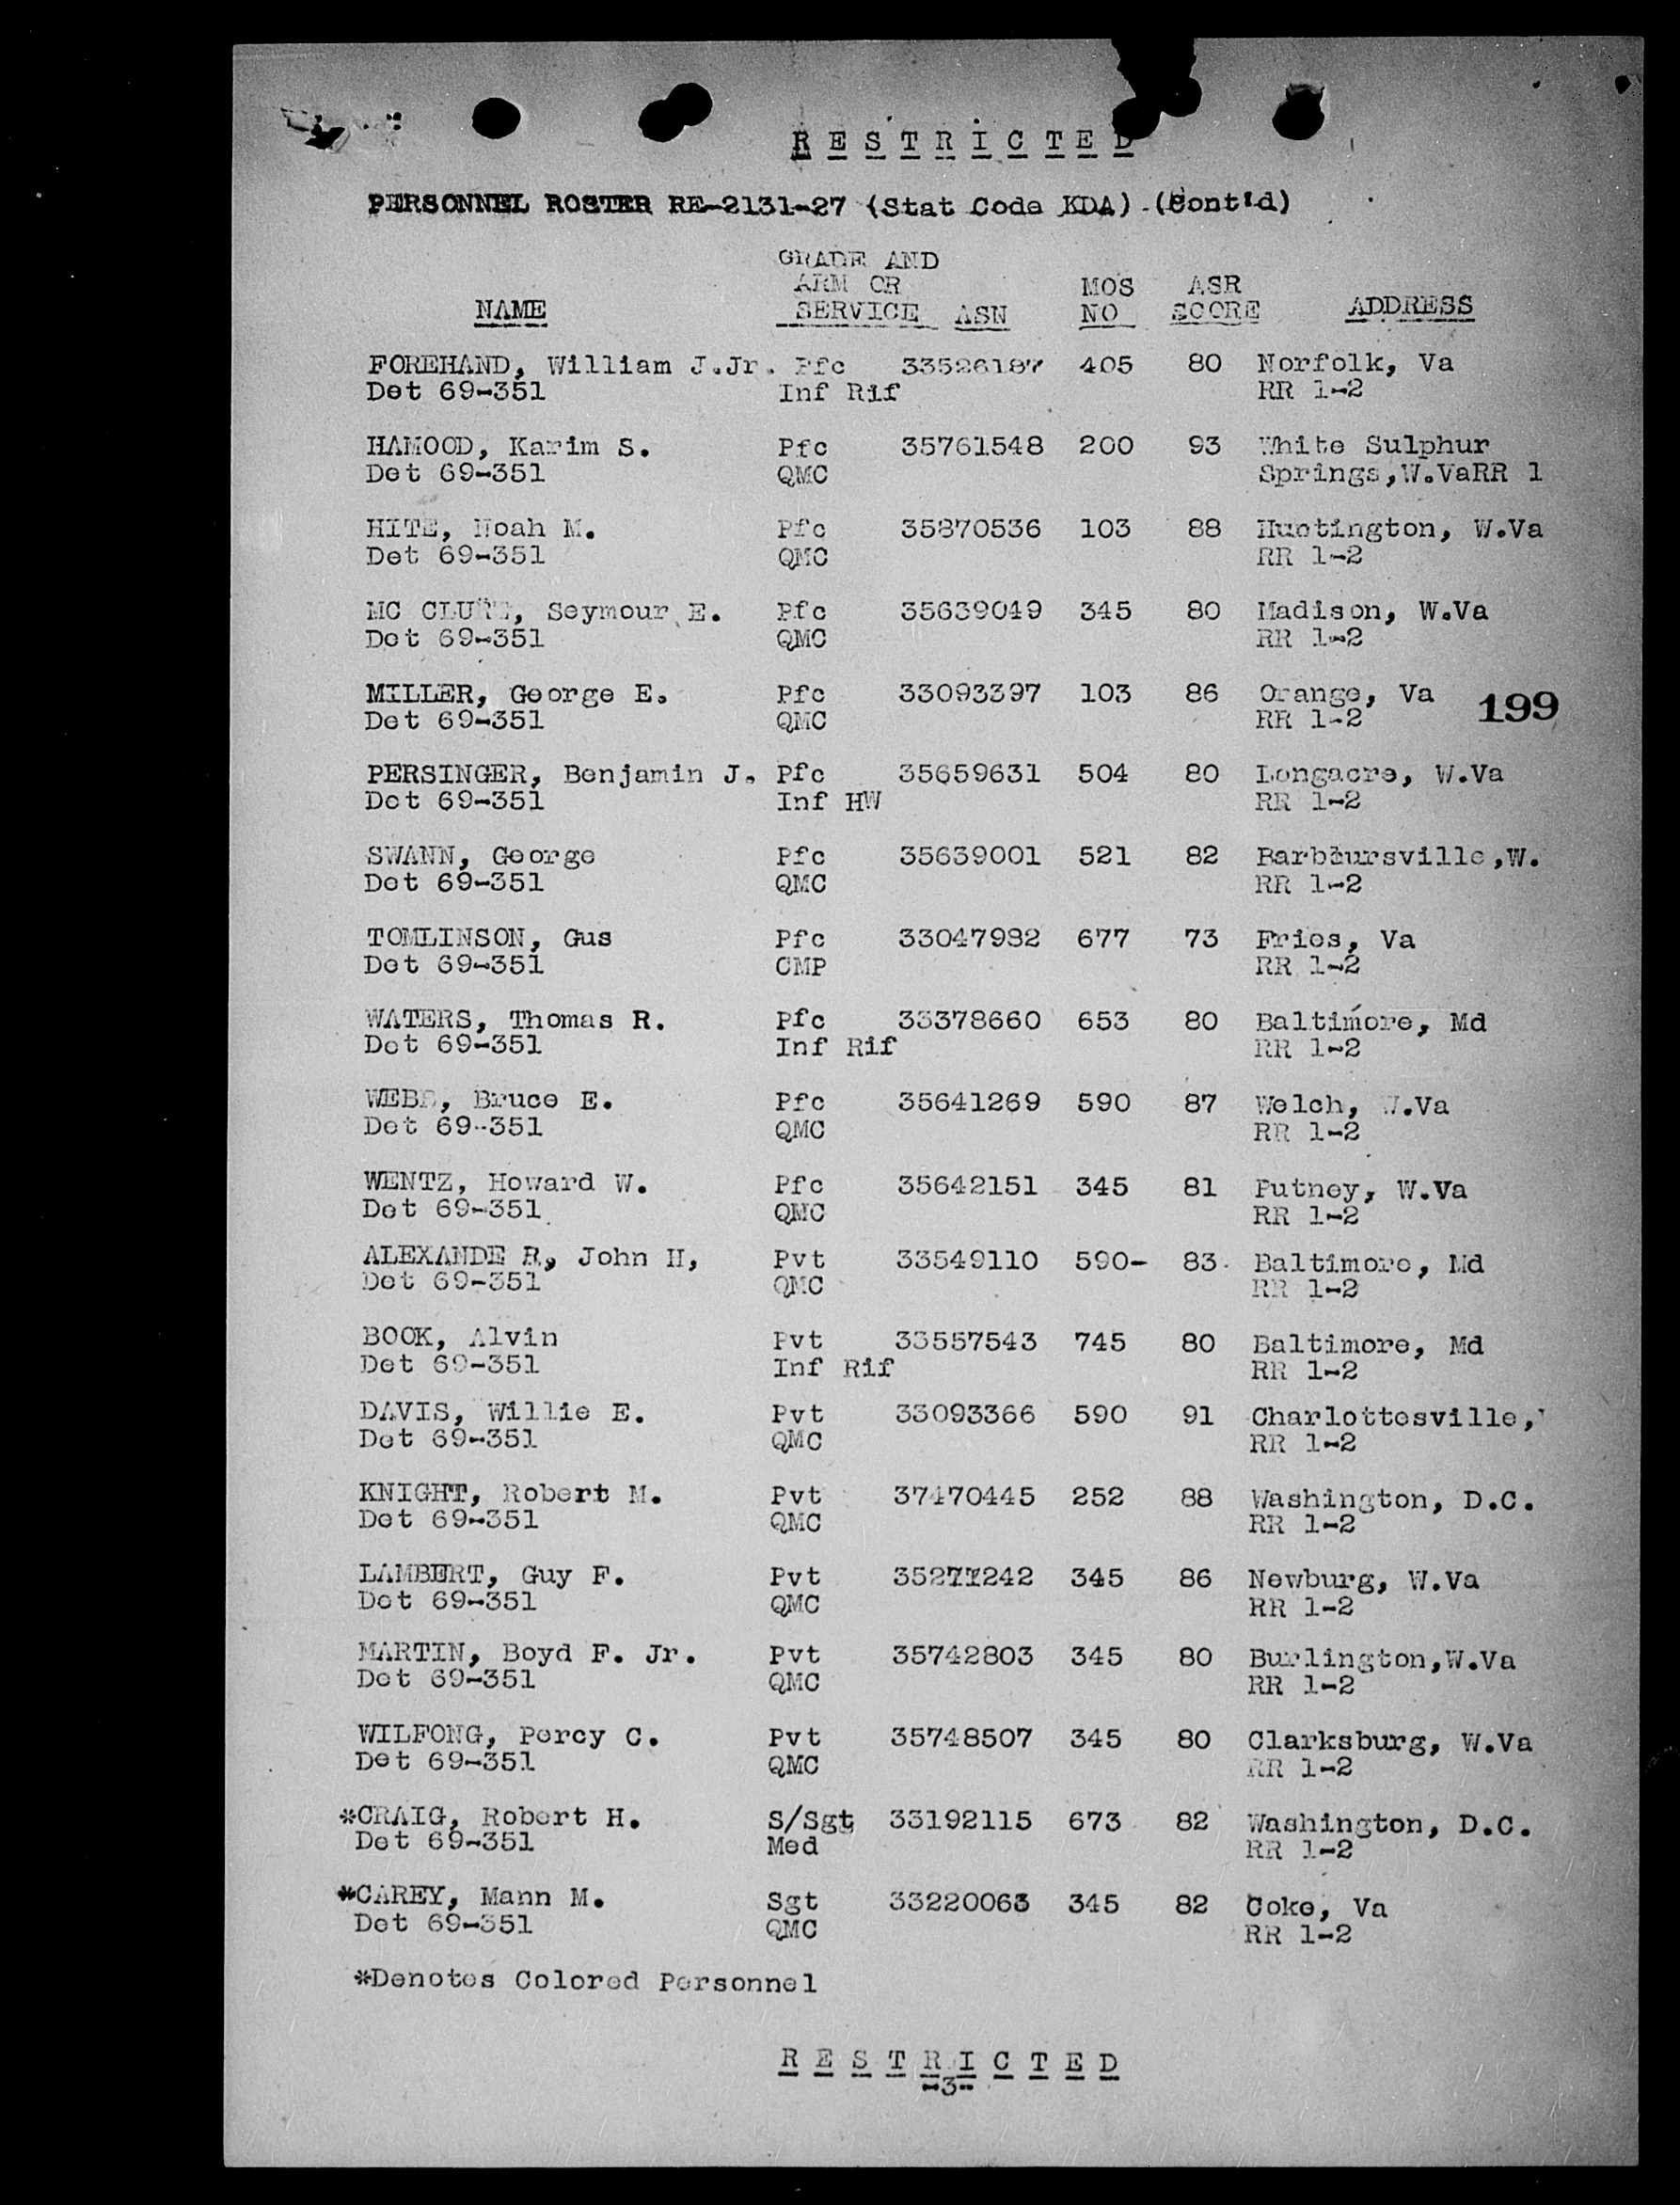 RESTRICTED
PERSONNEL ROSTER RE-2131-27 (Stat Code KDA) (Cont'd)
GRADE AND
ARM OR MOS ASR
NAME SERVICE ASN NO SCORE ADDRESS
FOREHAND, William J.Jr. Pfc 33526187 405 80 Norfolk, Va
Det 69-351 Inf Rif RR 1-2
HAMOOD, Karim S. Pfc 35761548 200 93 White Sulphur
Det 69-351 QMC Springs,W.VaRR 1
HITE, Noah M. Pfc 35870536 103 88 Huntington, W.Va
Det 69-351 QMC RR 1-2
MC CLURE, Seymour E. Pfc 35639049 345 80 Madison, W.Va
Det 69-351 QMC RR 1-2
MILLER, George E. Pfc 33093397 103 86 Orange, Va 199
Det 69-351 QMC RR 1-2
PERSINGER, Benjamin J. Pfc 35659631 504 80 Longacre, W.Va
Det 69-351 Inf HW RR 1-2
SWANN, George Pfc 35639001 521 82 Barboursville,W.
Det 69-351 QMC RR 1-2
TOMLINSON, Gus Pfc 33047982 677 73 Fries, Va
Det 69-351 CMP RR 1-2
WATERS, Thomas R. Pfc 33378660 653 80 Baltimore, Md
Det 69-351 Inf Rif RR 1-2
WEBB, Bruce E. Pfc 35641269 590 87 Welch, W.Va
Det 69-351 QMC RR 1-2
WENTZ, Howard W. Pfc 35642151 345 81 Putney, W.Va
Det 69-351 QMC RR 1-2
ALEXANDE R, John H, Pvt 33549110 590- 83 Baltimore, Md
Det 69-351 QMC RR 1-2
BOOK, Alvin Pvt 33557543 745 80 Baltimore, Md
Det 69-351 Inf Rif RR 1-2
DAVIS, Willie E. Pvt 33093366 590 91 Charlottesville,
Det 69-351 QMC RR 1-2
KNIGHT, Robert M. Pvt 37470445 252 88 Washington, D.C.
Det 69-351 QMC RR 1-2
LAMBERT, Guy F. Pvt 35277242 345 86 Newburg, W.Va
Det 69-351 QMC RR 1-2
MARTIN, Boyd F. Jr. Pvt 35742803 345 80 Burlington,W.Va
Det 69-351 QMC RR 1-2
WILFONG, Percy C. Pvt 35748507 345 80 Clarksburg, W.Va
Det 69-351 QMC RR 1-2
*CRAIG, Robert H. S/Sgt 33192115 673 82 Washington, D.C.
Det 69-351 Med RR 1-2
*CAREY, Mann M. Sgt 33220063 345 82 Coke, Va
Det 69-351 QMC RR 1-2
*Denotes Colored Personnel
RESTRICTED
-3-